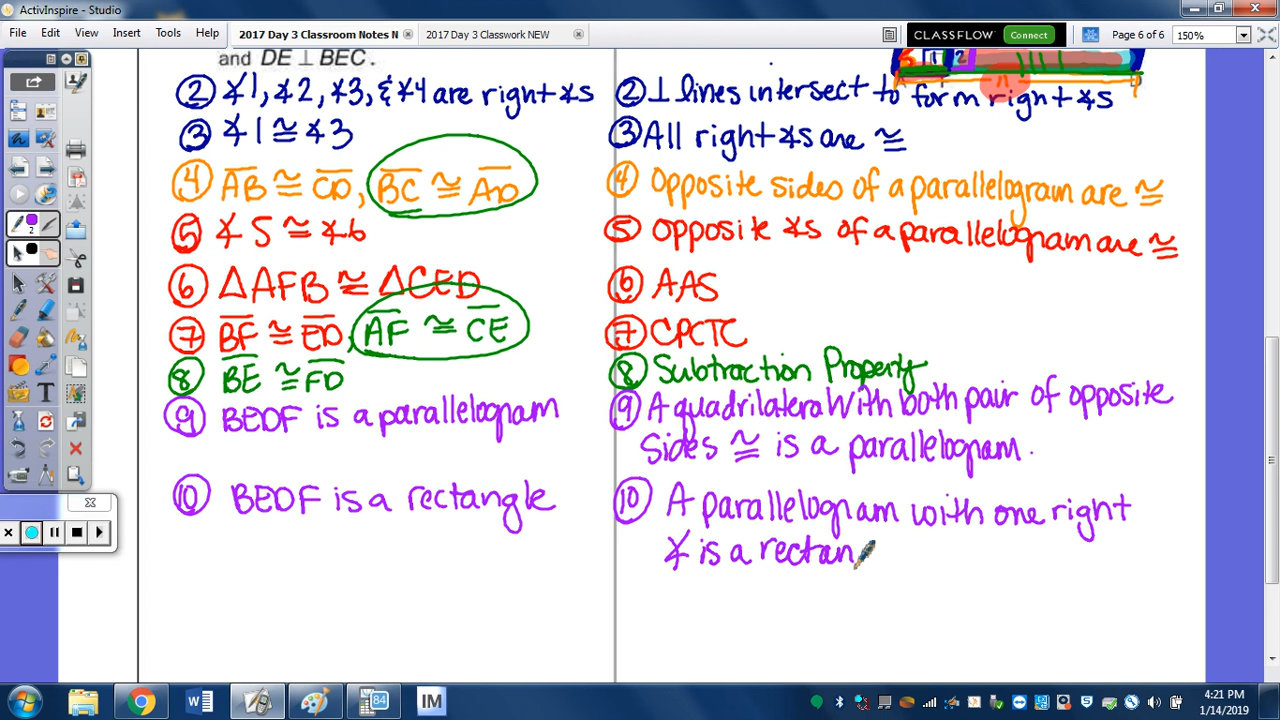 ActivInspire - Studio
File Edit View Insert Tools Help
2017 Day 3 Classroom Notes N
2017 Day 3 Classwork NEW
CLASSFLOW Connect
Page 6 of 6
150%
and DE ⊥ BEC.
② ∡1, ∡2, ∡3, & ∡4 are right ∡s
② ⊥ lines intersect to form right ∡s
③ ∡1 ≅ ∡3
③ All right ∡s are ≅
④ AB ≅ CD, BC ≅ AD
④ Opposite sides of a parallelogram are ≅
⑤ ∡5 ≅ ∡6
⑤ Opposite ∡s of a parallelogram are ≅
⑥ △AFB ≅ △CED
⑥ AAS
⑦ BF ≅ ED, AF ≅ CE
⑦ CPCTC
⑧ BE ≅ FD
⑧ Subtraction Property
⑨ BEDF is a parallelogram
⑨ A quadrilateral with both pair of opposite
sides ≅ is a parallelogram.
⑩ BEDF is a rectangle
⑩ A parallelogram with one right
∡ is a rectan
1 2
2
84
IM
4:21 PM
1/14/2019